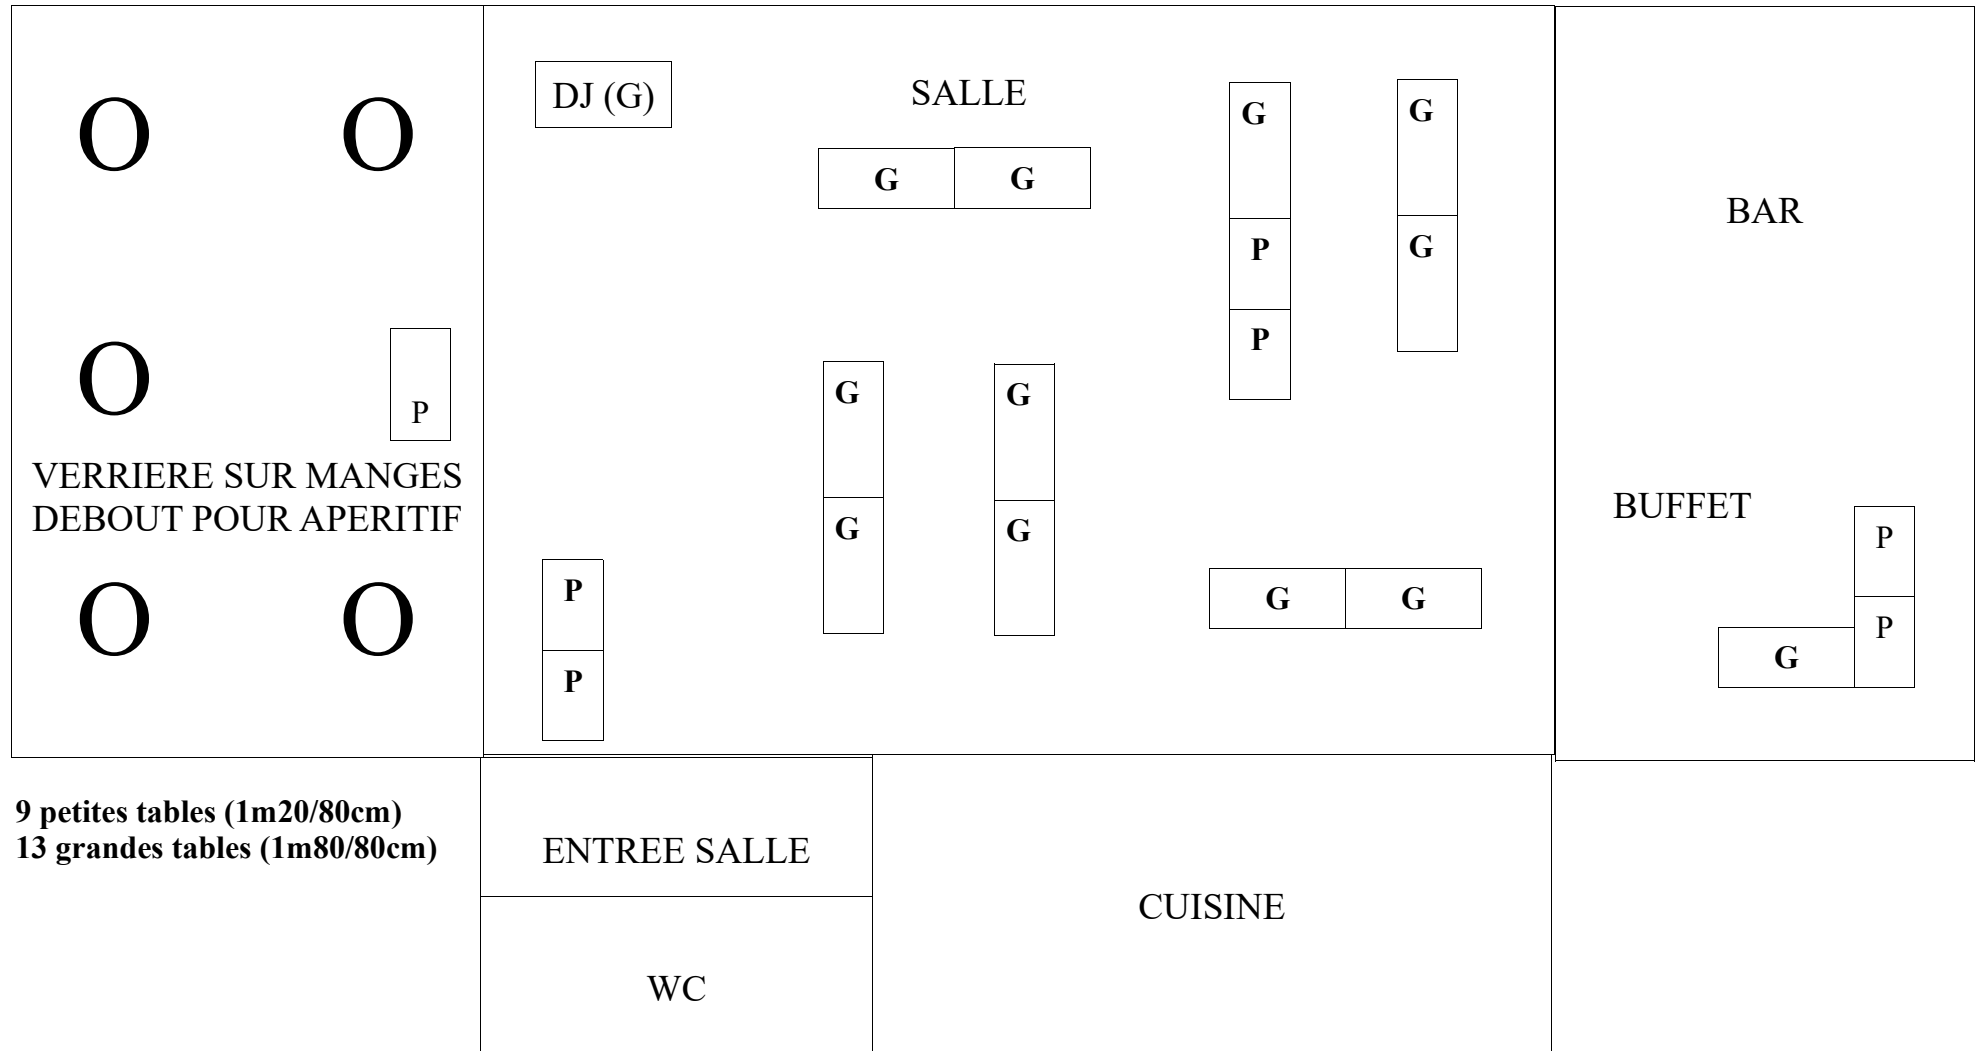 O O
O
P
VERRIERE SUR MANGES
DEBOUT POUR APERITIF
O O
DJ (G)
SALLE
G G
G
P
P
G
G
G
G
G
G
P
P
G G
BAR
BUFFET
P
P
G
9 petites tables (1m20/80cm)
13 grandes tables (1m80/80cm)
ENTREE SALLE
WC
CUISINE